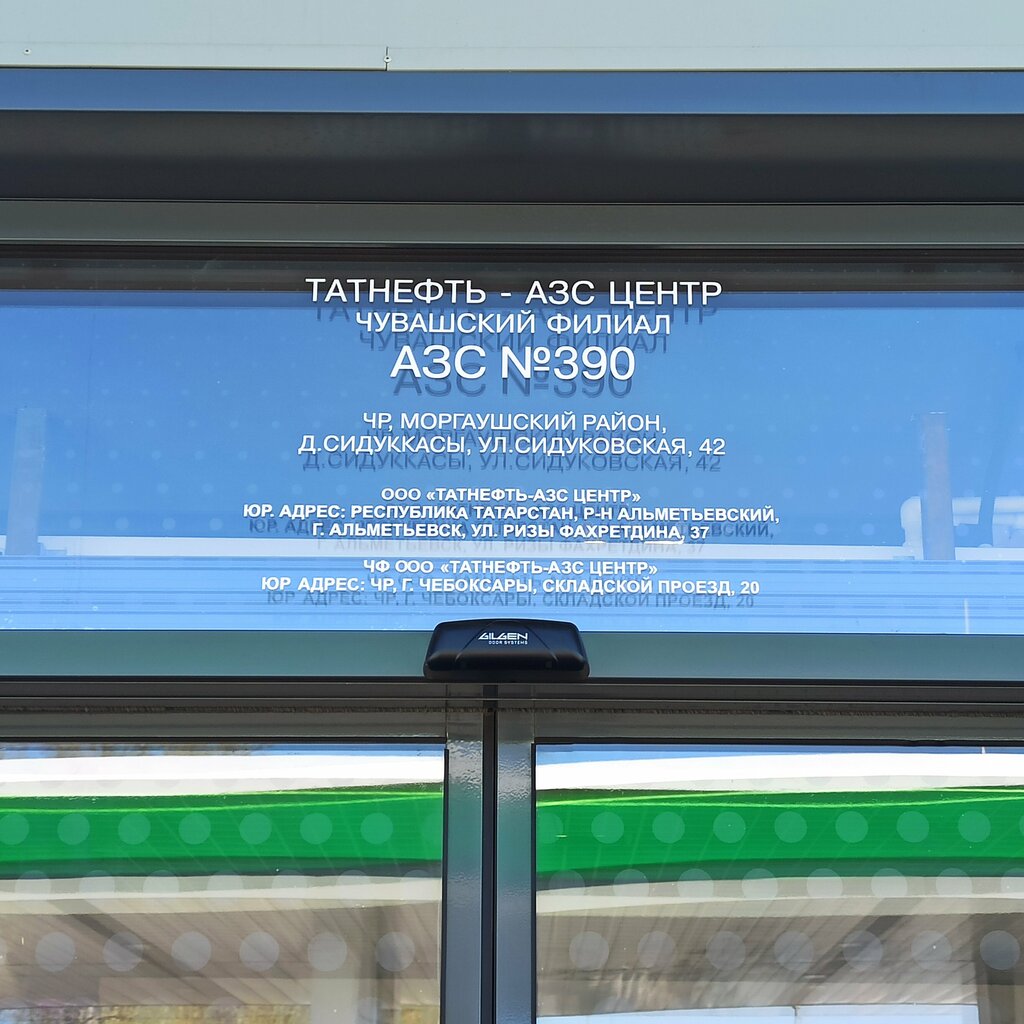 ТАТНЕФТЬ - АЗС ЦЕНТР
ЧУВАШСКИЙ ФИЛИАЛ
АЗС №390
ЧР, МОРГАУШСКИЙ РАЙОН,
Д.СИДУККАСЫ, УЛ.СИДУКОВСКАЯ, 42
ООО «ТАТНЕФТЬ-АЗС ЦЕНТР»
ЮР. АДРЕС: РЕСПУБЛИКА ТАТАРСТАН, Р-Н АЛЬМЕТЬЕВСКИЙ,
Г. АЛЬМЕТЬЕВСК, УЛ. РИЗЫ ФАХРЕТДИНА, 37
ЧФ ООО «ТАТНЕФТЬ-АЗС ЦЕНТР»
ЮР. АДРЕС: ЧР, Г. ЧЕБОКСАРЫ, СКЛАДСКОЙ ПРОЕЗД, 20
GILGEN
DOOR SYSTEMS